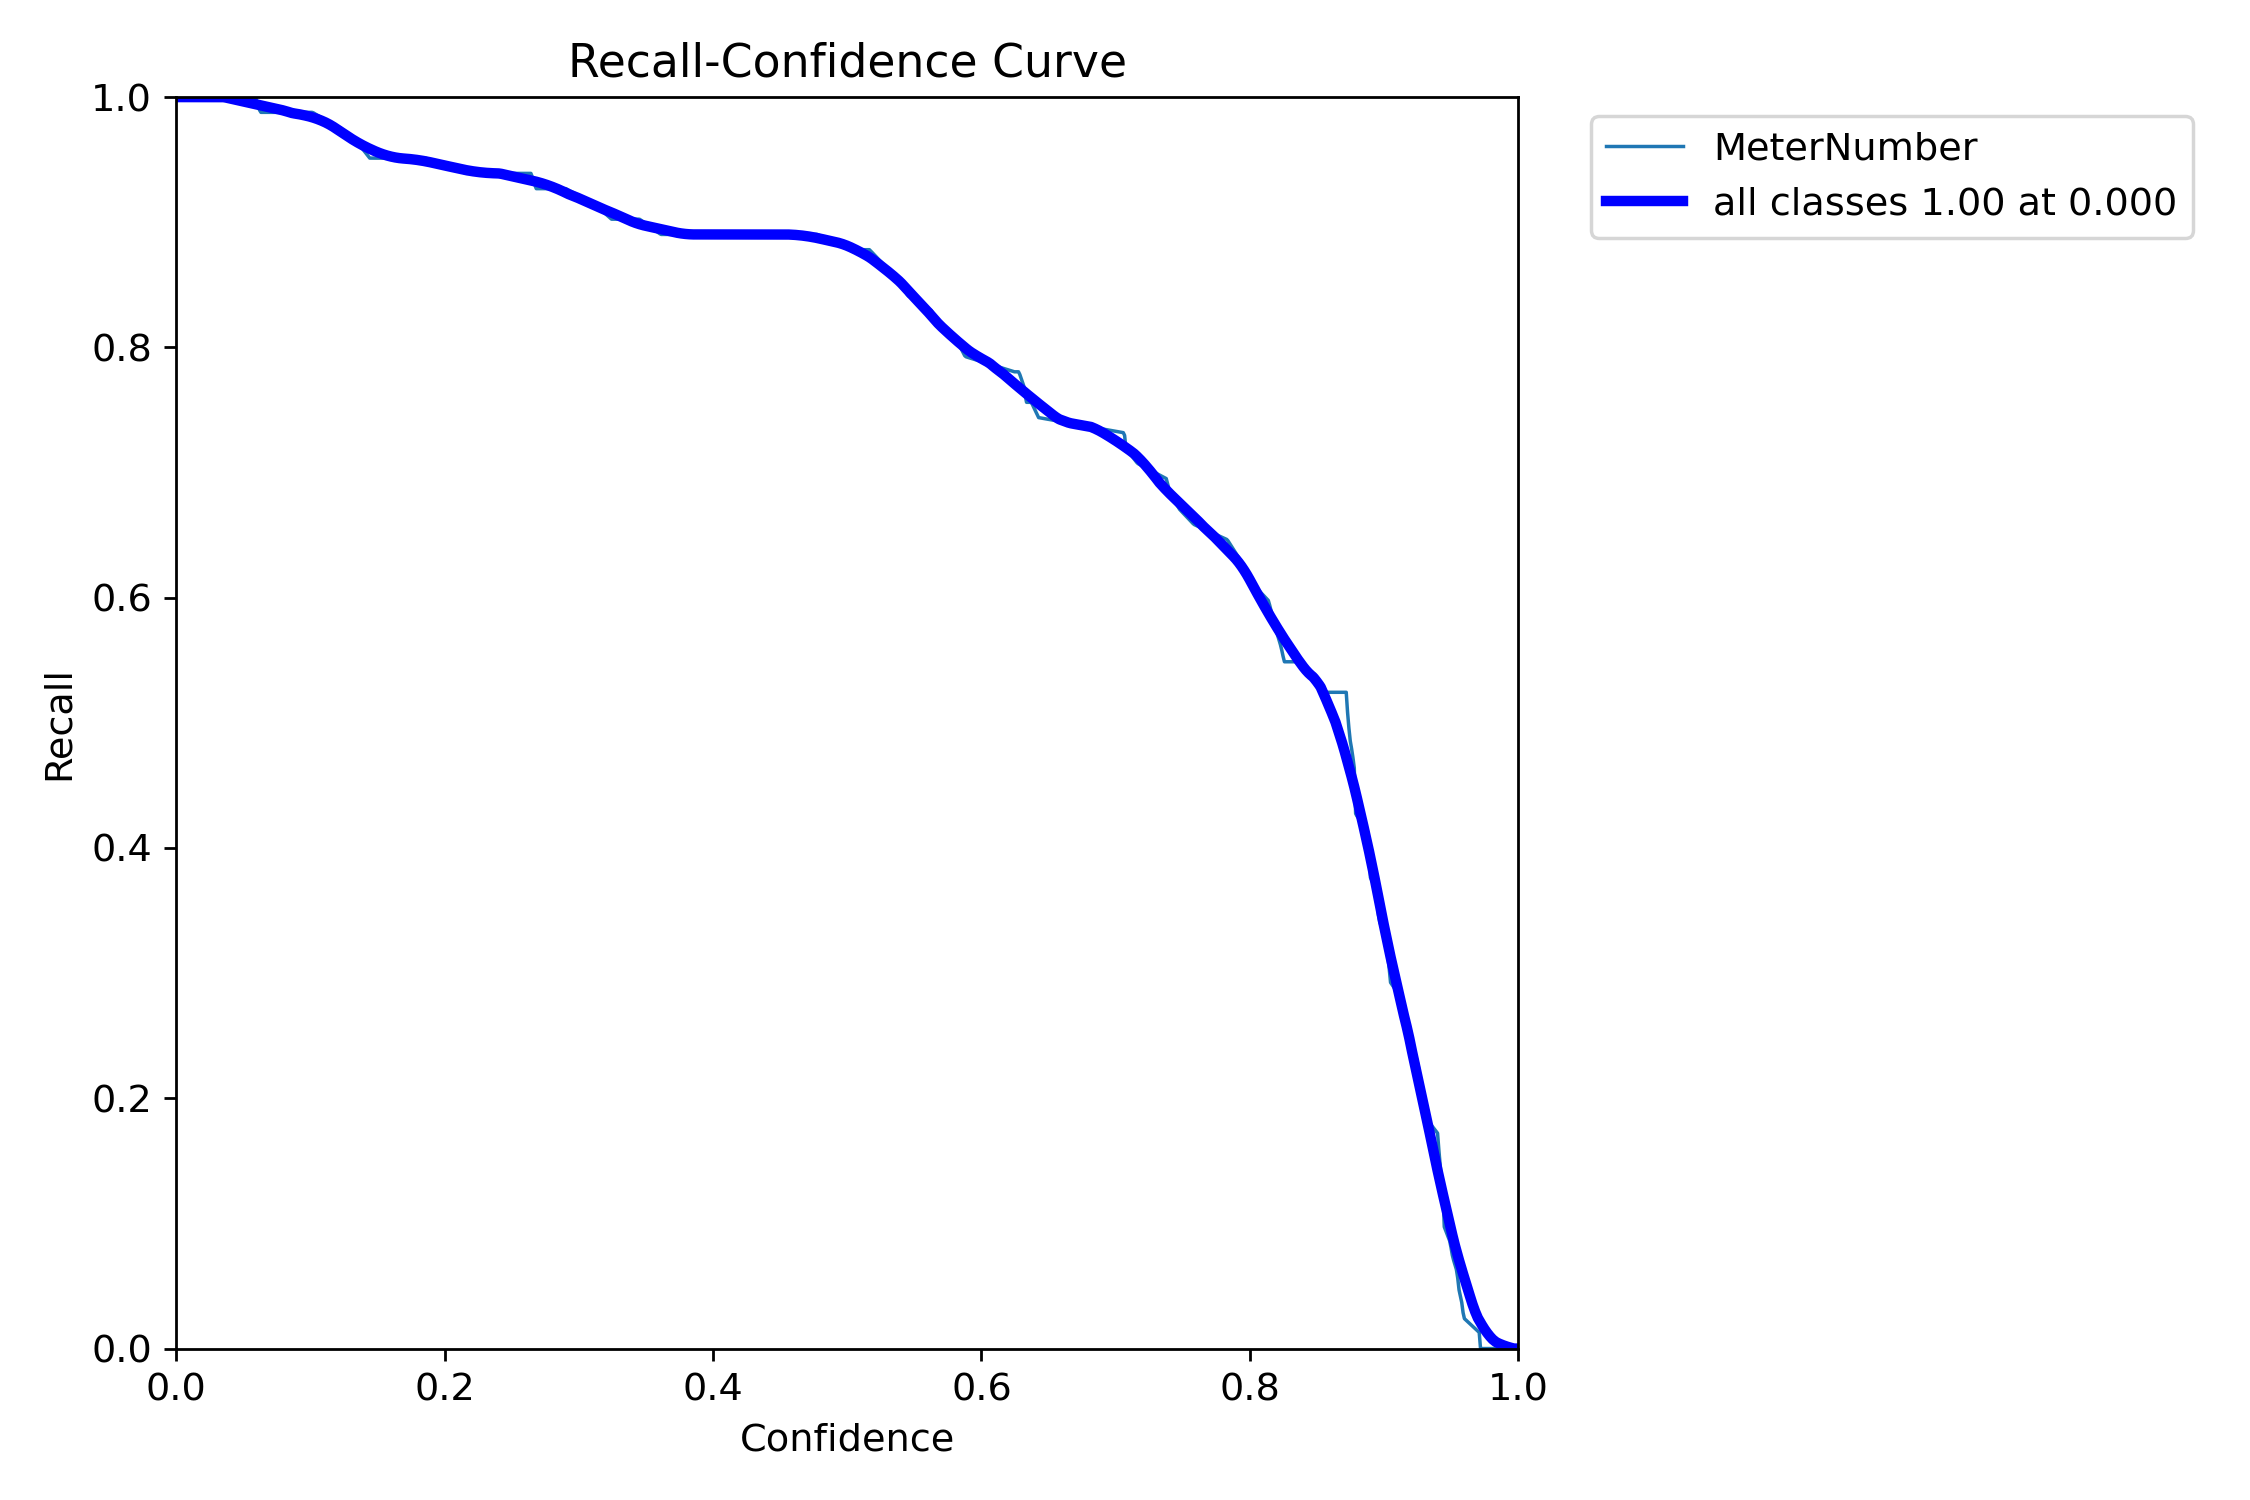 Recall-Confidence Curve
MeterNumber
all classes 1.00 at 0.000
1.0
0.8
0.6
0.4
0.2
0.0
Recall
0.0 0.2 0.4 0.6 0.8 1.0
Confidence